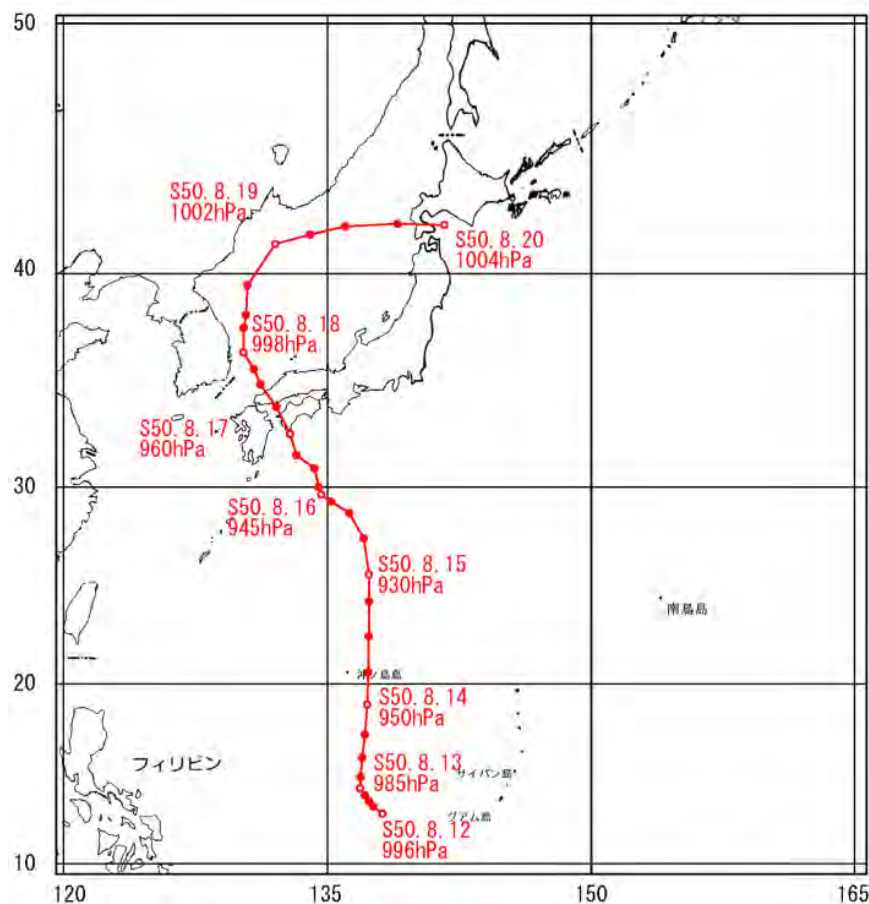 50
S50. 8. 19
1002hPa
S50. 8. 20
1004hPa
40
S50. 8. 18
998hPa
S50. 8. 17
960hPa
30
S50. 8. 16
945hPa
S50. 8. 15
930hPa
南鳥島
20
沖ノ鳥島
S50. 8. 14
950hPa
フィリピン
S50. 8. 13
985hPa
サイパン島
グアム島
S50. 8. 12
996hPa
10
120
135
150
165